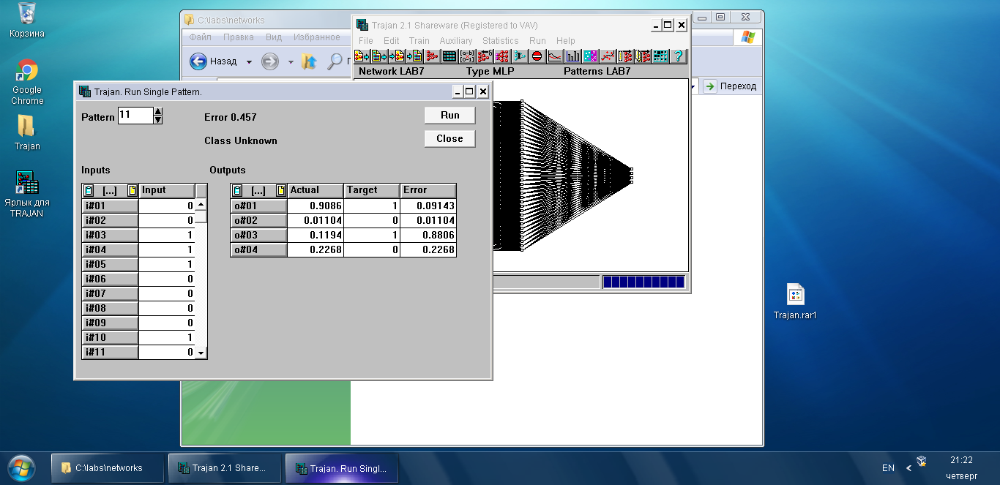 Корзина
Google
Chrome
Trajan
Ярлык для
TRAJAN
C:\labs\networks
Файл Правка Вид Избранное
Назад
Переход
Trajan 2.1 Shareware (Registered to VAV)
File Edit Train Auxiliary Statistics Run Help
Network LAB7 Type MLP Patterns LAB7
Trajan. Run Single Pattern.
Pattern 11 Error 0.457 Run
Class Unknown Close
Inputs Outputs
[...] Input
i#01 0
i#02 0
i#03 1
i#04 1
i#05 1
i#06 0
i#07 0
i#08 0
i#09 0
i#10 1
i#11 0
[...] Actual Target Error
o#01 0.9086 1 0.09143
o#02 0.01104 0 0.01104
o#03 0.1194 1 0.8806
o#04 0.2268 0 0.2268
Trajan.rar1
C:\labs\networks
Trajan 2.1 Share...
Trajan. Run Singl...
EN
21:22
четверг